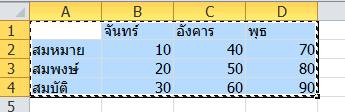 A B C D
1 จันทร์ อังคาร พุธ
2 สมหมาย 10 40 70
3 สมพงษ์ 20 50 80
4 สมบัติ 30 60 90
5